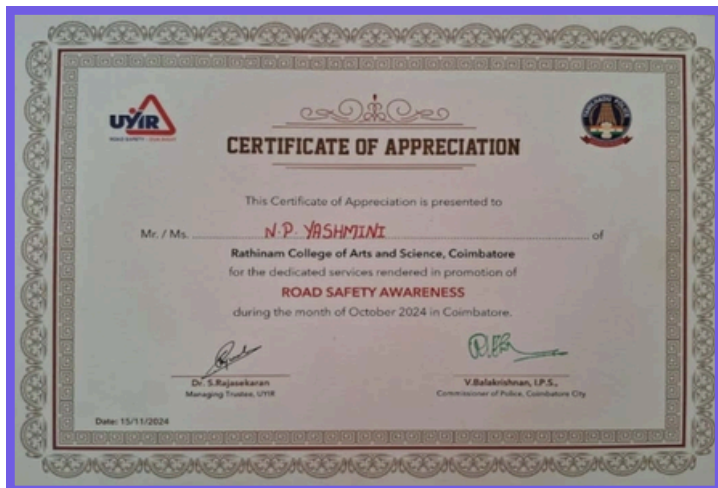 UYIR
CERTIFICATE OF APPRECIATION
This Certificate of Appreciation is presented to
Mr. / Ms. N.P. YASHMINI of
Rathinam College of Arts and Science, Coimbatore
for the dedicated services rendered in promotion of
ROAD SAFETY AWARENESS
during the month of October 2024 in Coimbatore.
Dr. S.Rajasekaran
Managing Trustee, UYIR
V.Balakrishnan, I.P.S.,
Commissioner of Police, Coimbatore City
Date: 15/11/2024